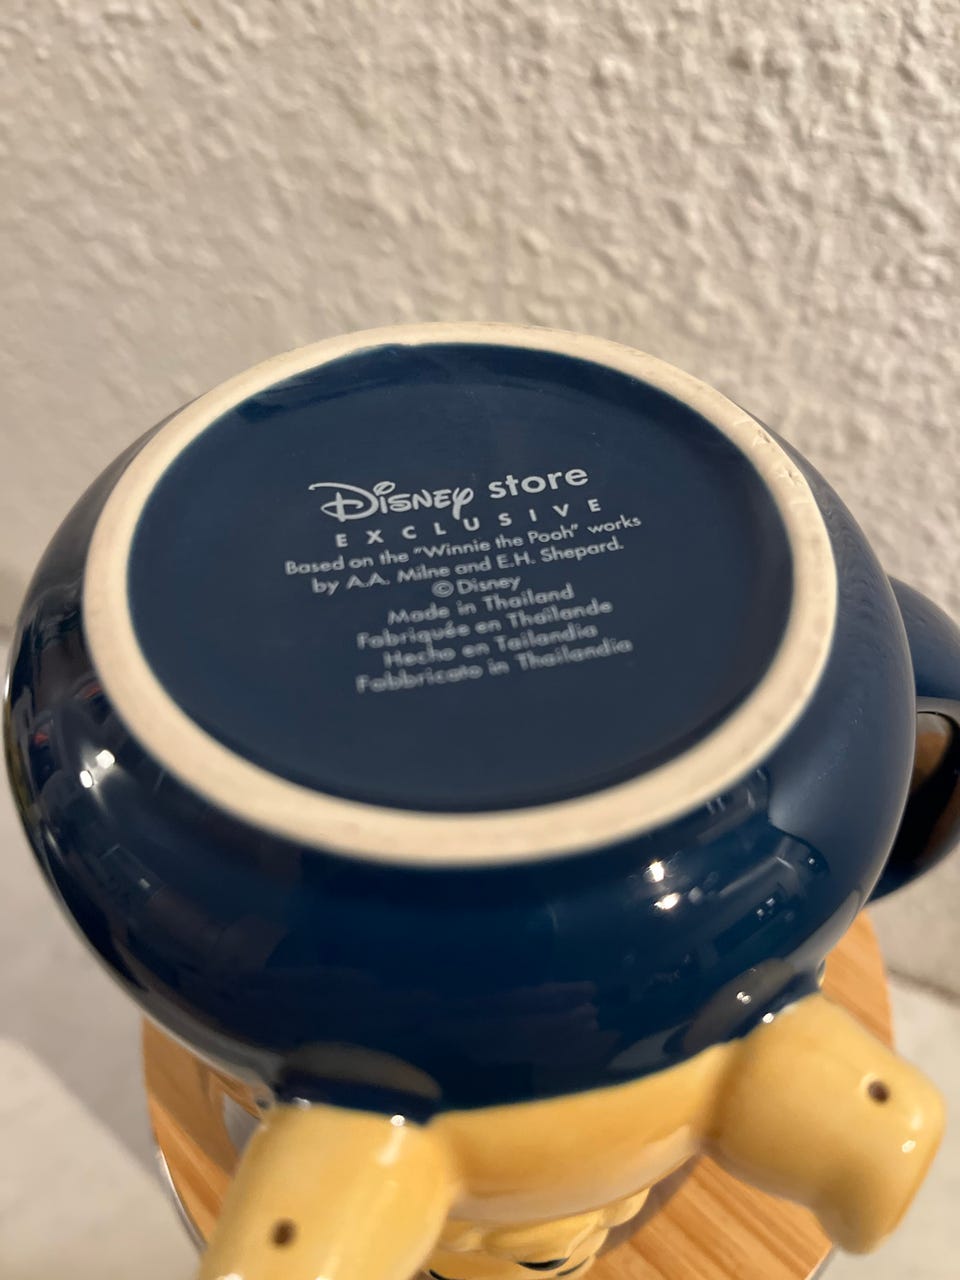 Disney store
EXCLUSIVE
Based on the "Winnie the Pooh" works
by A.A. Milne and E.H. Shepard.
© Disney
Made in Thailand
Fabriquée en Thaïlande
Hecho en Tailandia
Fabbricato in Thailandia